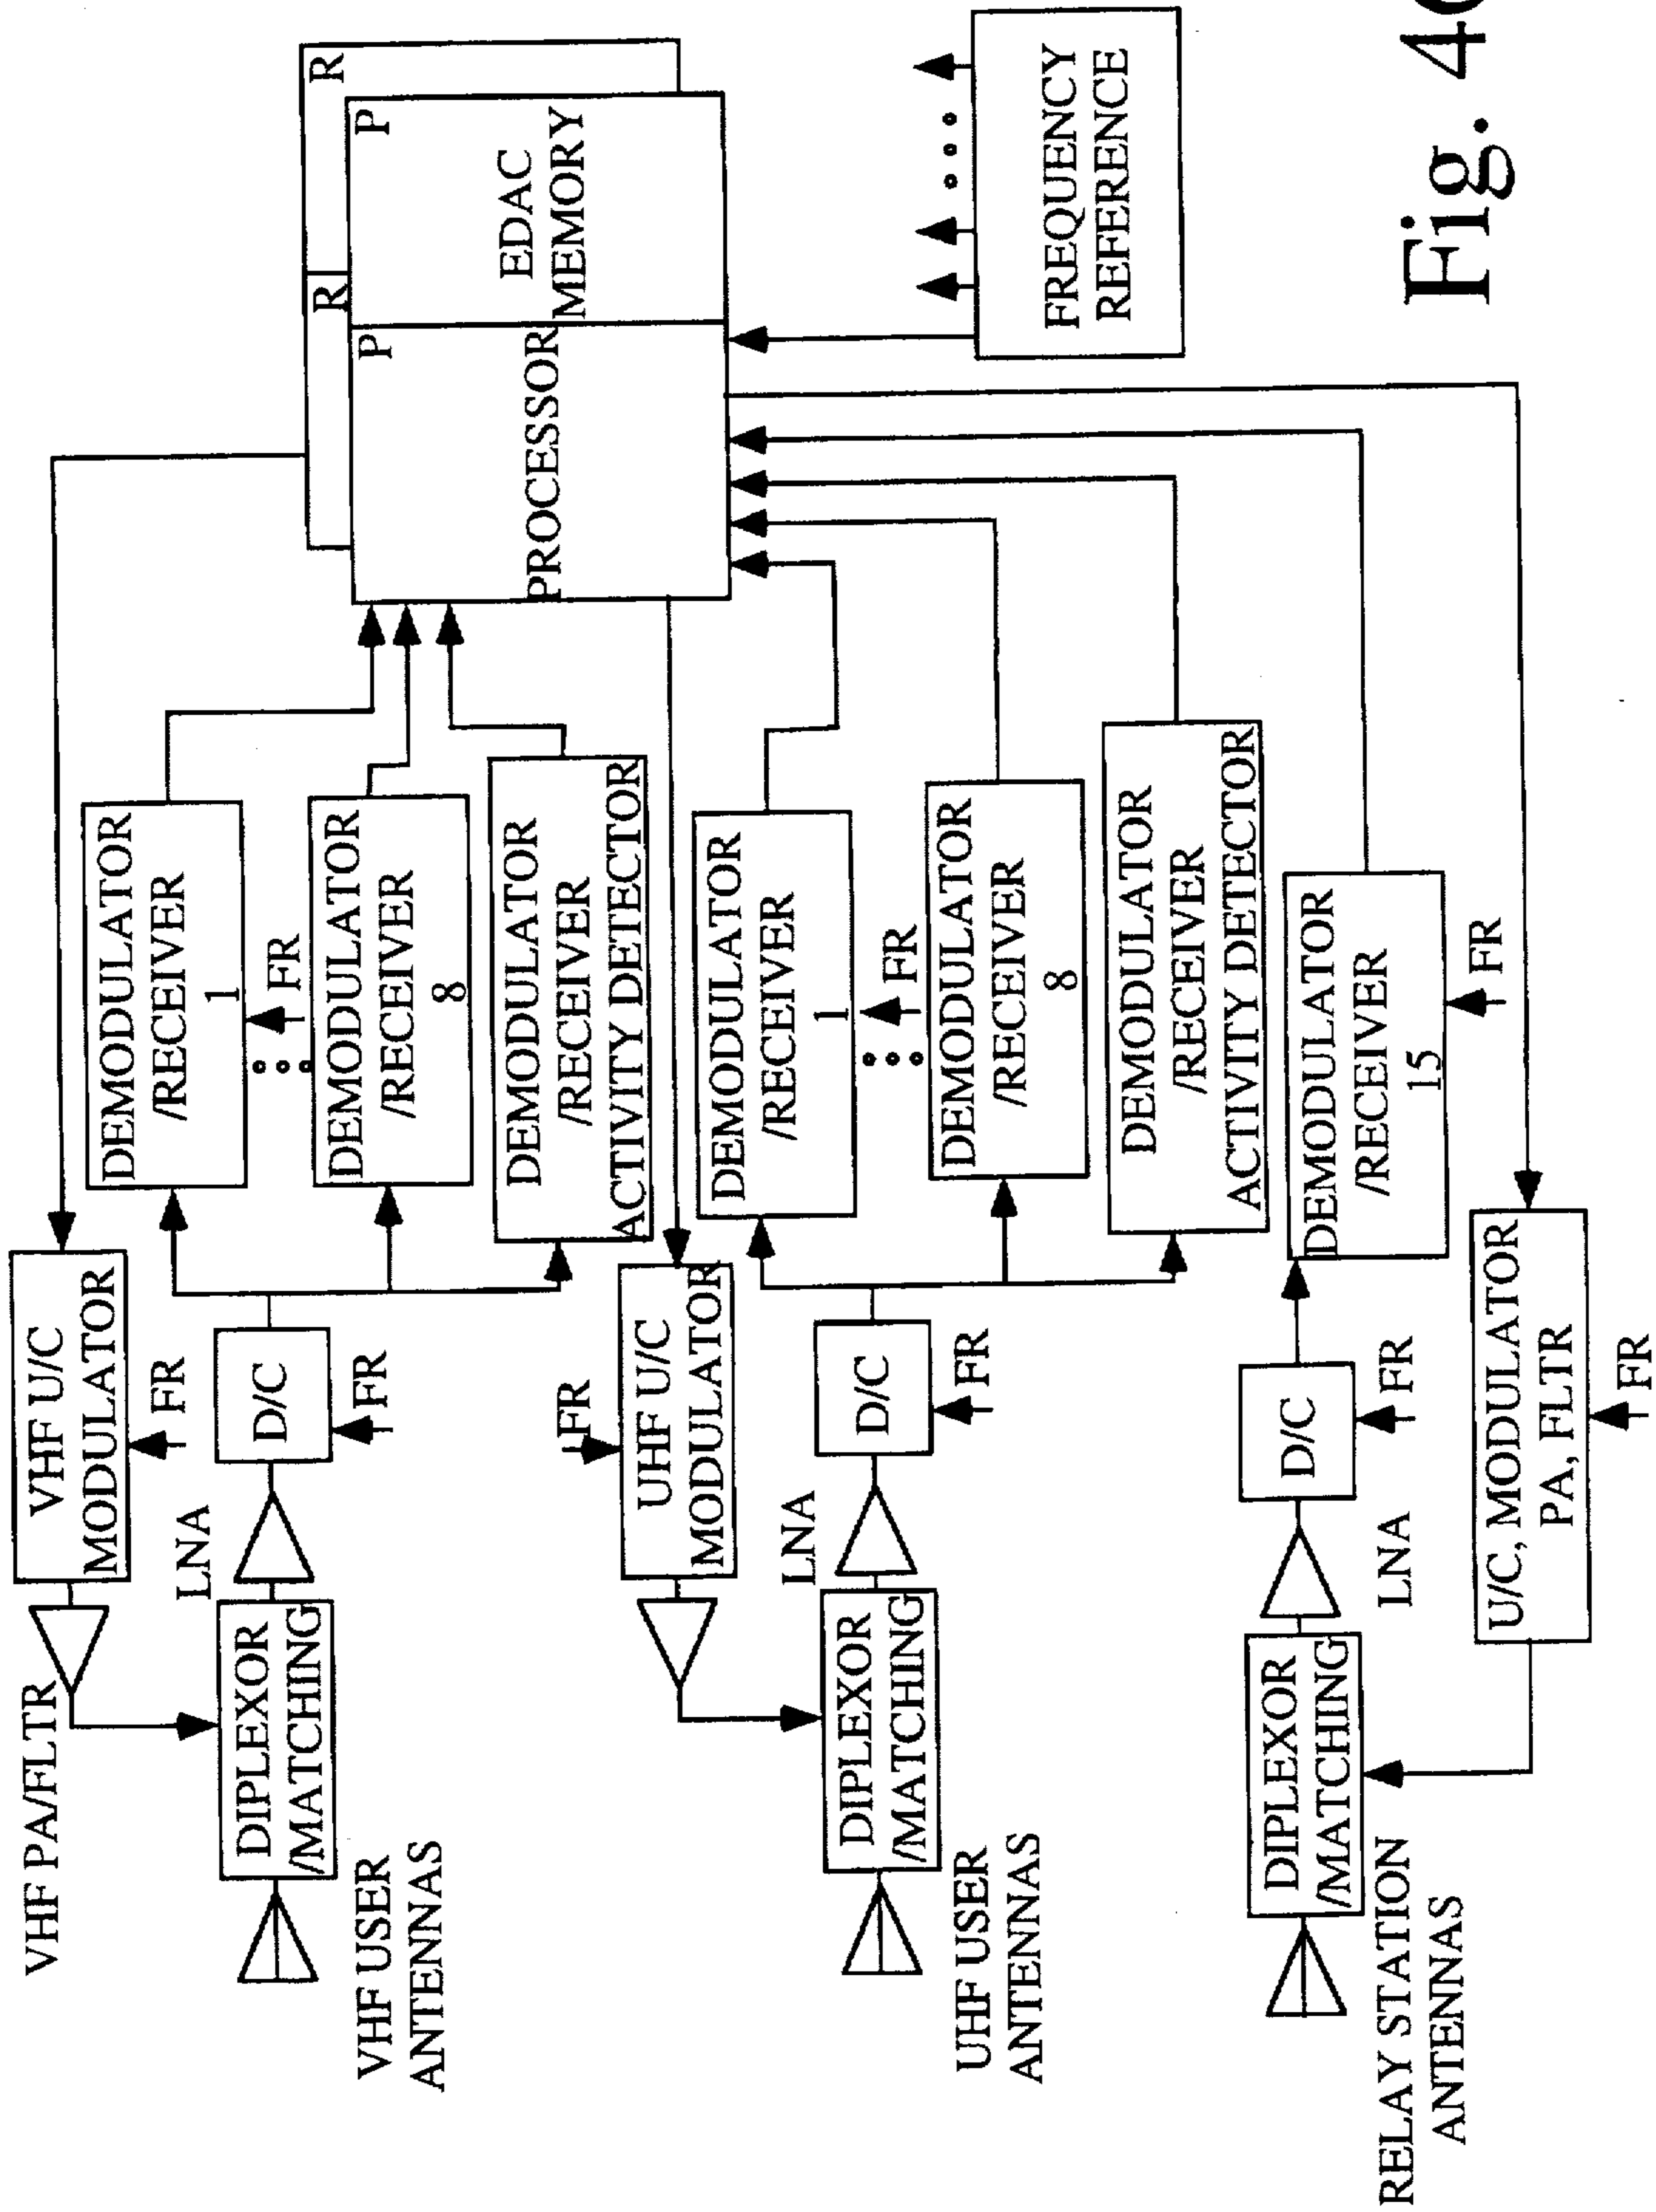 VHF PA/FLTR
VHF U/C
MODULATOR
FR
LNA
DIPLEXOR
/MATCHING
D/C
FR
VHF USER
ANTENNAS
DEMODULATOR
/RECEIVER
1
FR
DEMODULATOR
/RECEIVER
8
DEMODULATOR
/RECEIVER
ACTIVITY DETECTOR
R
R
P
P
PROCESSOR
EDAC
MEMORY
FR
UHF U/C
MODULATOR
LNA
DIPLEXOR
/MATCHING
D/C
FR
UHF USER
ANTENNAS
DEMODULATOR
/RECEIVER
1
FR
DEMODULATOR
/RECEIVER
8
DEMODULATOR
/RECEIVER
ACTIVITY DETECTOR
FREQUENCY
REFERENCE
DIPLEXOR
/MATCHING
D/C
FR
LNA
RELAY STATION
ANTENNAS
DEMODULATOR
/RECEIVER
15
FR
U/C, MODULATOR
PA, FLTR
FR
Fig. 4